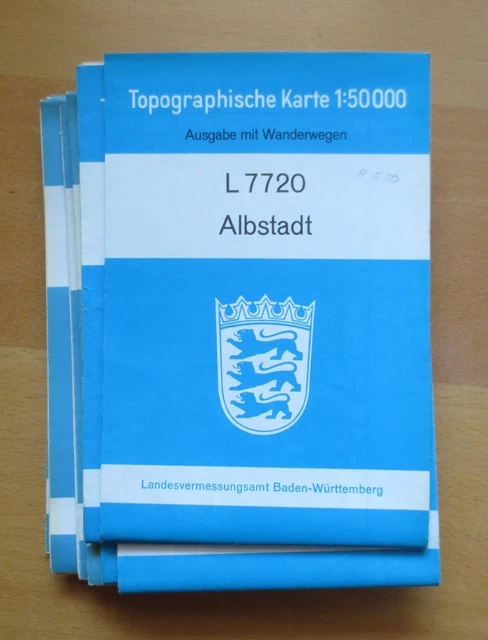 Topographische Karte 1:50000
Ausgabe mit Wanderwegen
L 7720
Albstadt
Landesvermessungsamt Baden-Württemberg